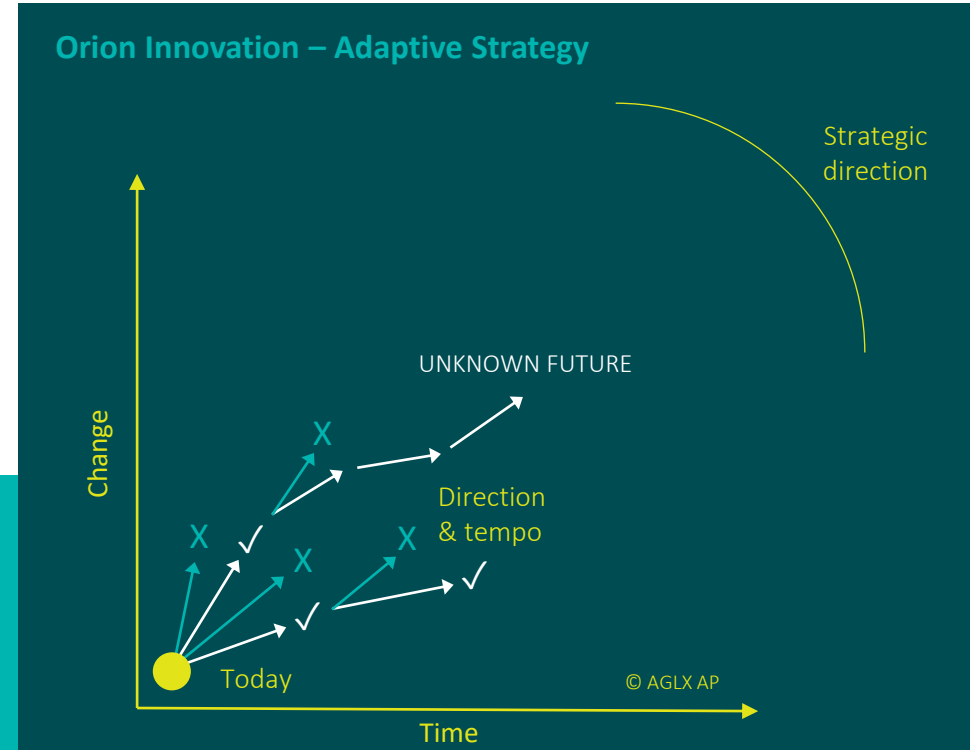 Orion Innovation – Adaptive Strategy
Strategic
direction
UNKNOWN FUTURE
Change
X
Direction
& tempo
X
✓
X
X
✓
✓
Today
© AGLX AP
Time